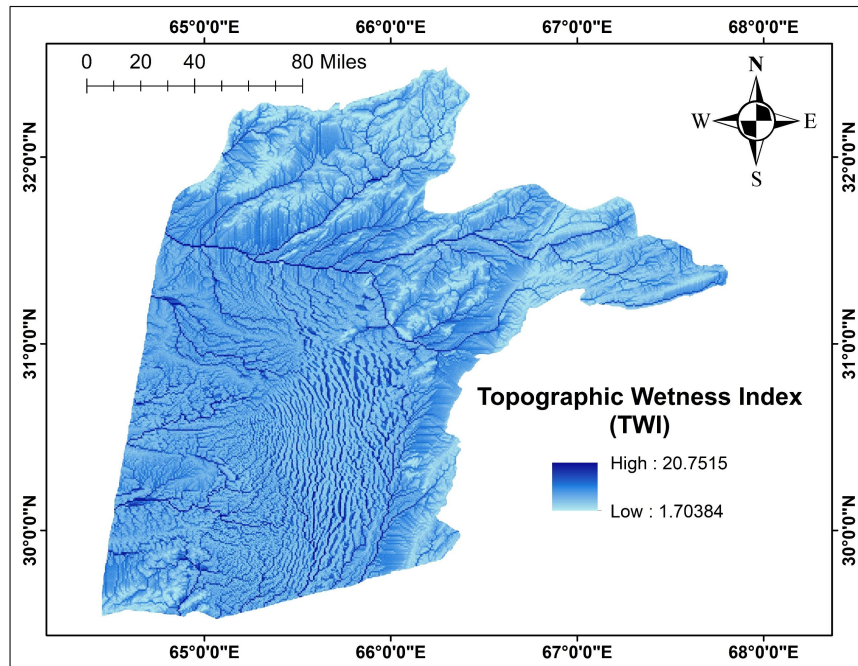 65°0'0"E 66°0'0"E 67°0'0"E 68°0'0"E
0 20 40 80 Miles
N
W E
S
32°0'0"N 32°0'0"N
31°0'0"N 31°0'0"N
Topographic Wetness Index
(TWI)
High : 20.7515
Low : 1.70384
30°0'0"N 30°0'0"N
65°0'0"E 66°0'0"E 67°0'0"E 68°0'0"E